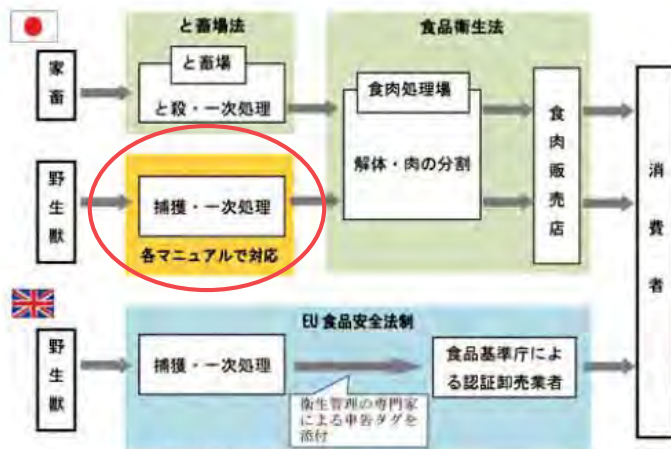 と畜場法
食品衛生法
家畜
と畜場
と殺・一次処理
食肉処理場
解体・肉の分割
食肉販売店
消費者
野生獣
捕獲・一次処理
各マニュアルで対応
EU食品安全法制
野生獣
捕獲・一次処理
衛生管理の専門家
による申告タグを
添付
食品基準庁によ
る認証卸売業者